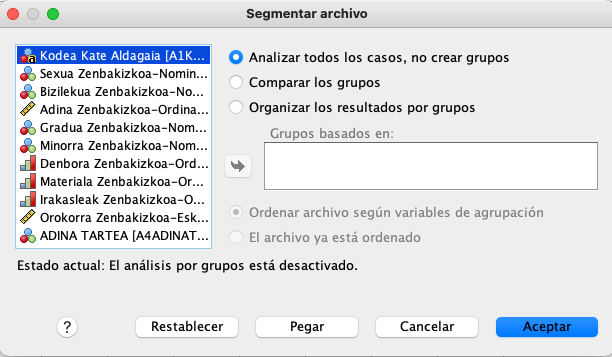 Segmentar archivo
Kodea Kate Aldagaia [A1K...
Sexua Zenbakizkoa-Nomin...
Bizilekua Zenbakizkoa-No...
Adina Zenbakizkoa-Ordina...
Gradua Zenbakizkoa-Nom...
Minorra Zenbakizkoa-Nom...
Denbora Zenbakizkoa-Ord...
Materiala Zenbakizkoa-Or...
Irakasleak Zenbakizkoa-Or...
Orokorra Zenbakizkoa-Esk...
ADINA TARTEA [A4ADINAT...
Analizar todos los casos, no crear grupos
Comparar los grupos
Organizar los resultados por grupos
Grupos basados en:
Ordenar archivo según variables de agrupación
El archivo ya está ordenado
Estado actual: El análisis por grupos está desactivado.
? Restablecer Pegar Cancelar Aceptar